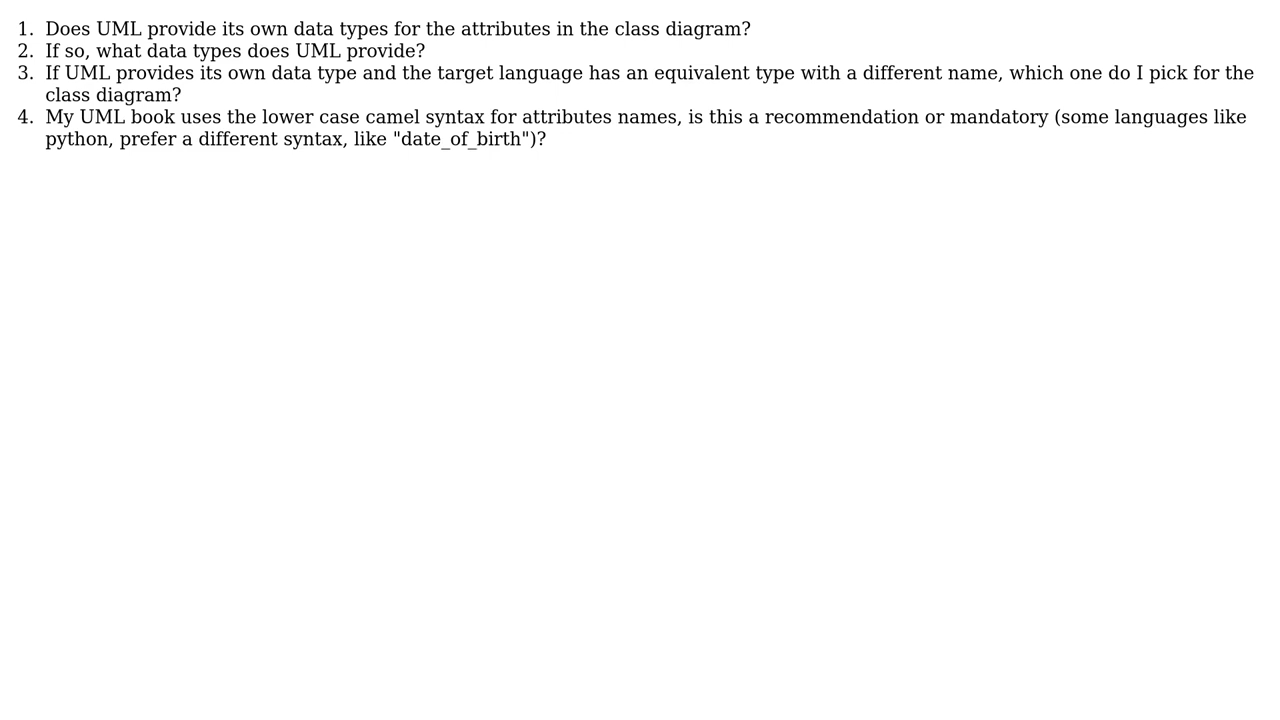 1. Does UML provide its own data types for the attributes in the class diagram?
2. If so, what data types does UML provide?
3. If UML provides its own data type and the target language has an equivalent type with a different name, which one do I pick for the
class diagram?
4. My UML book uses the lower case camel syntax for attributes names, is this a recommendation or mandatory (some languages like
python, prefer a different syntax, like "date_of_birth")?